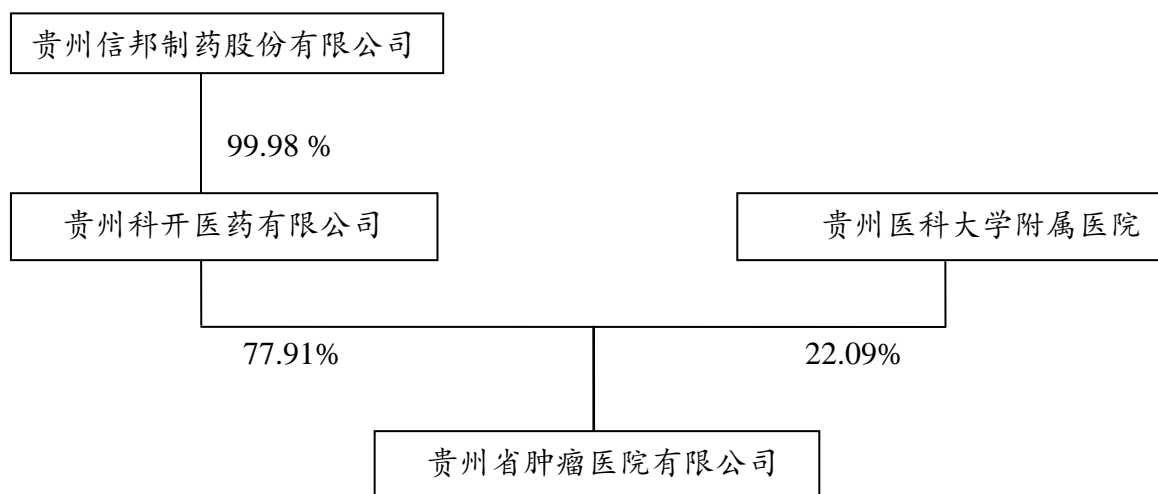 贵州信邦制药股份有限公司
99.98 %
贵州科开医药有限公司
贵州医科大学附属医院
77.91%
22.09%
贵州省肿瘤医院有限公司